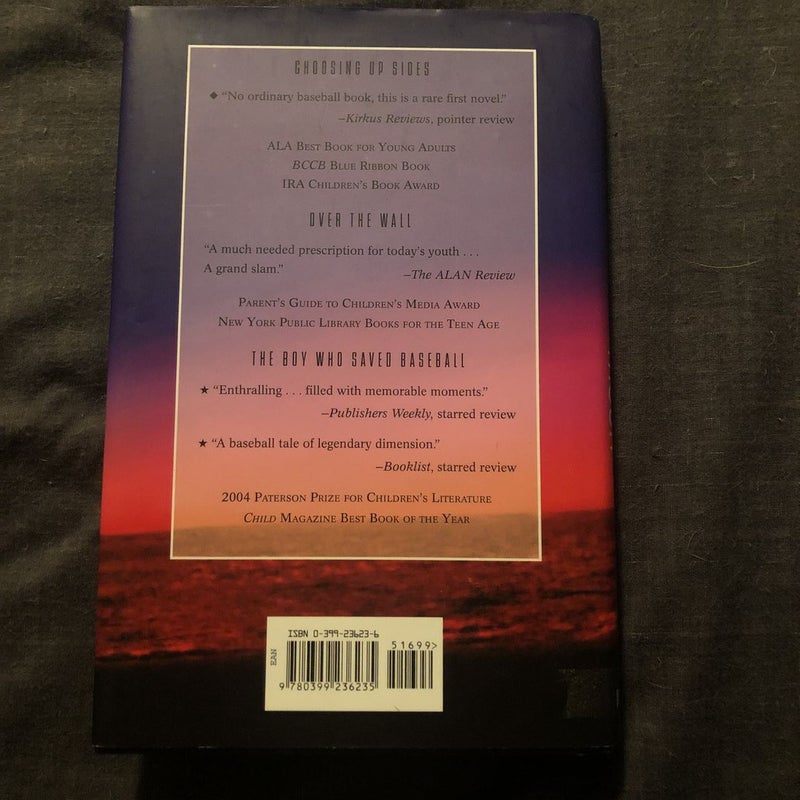 CHOOSING UP SIDES
◆ “No ordinary baseball book, this is a rare first novel.”
–Kirkus Reviews, pointer review
ALA Best Book for Young Adults
BCCB Blue Ribbon Book
IRA Children’s Book Award
OVER THE WALL
“A much needed prescription for today’s youth . . .
A grand slam.”
–The ALAN Review
Parent’s Guide to Children’s Media Award
New York Public Library Books for the Teen Age
THE BOY WHO SAVED BASEBALL
★ “Enthralling . . . filled with memorable moments.”
–Publishers Weekly, starred review
★ “A baseball tale of legendary dimension.”
–Booklist, starred review
2004 Paterson Prize for Children’s Literature
Child Magazine Best Book of the Year
ISBN 0-399-23623-6
51699>
EAN
9 780399 236235